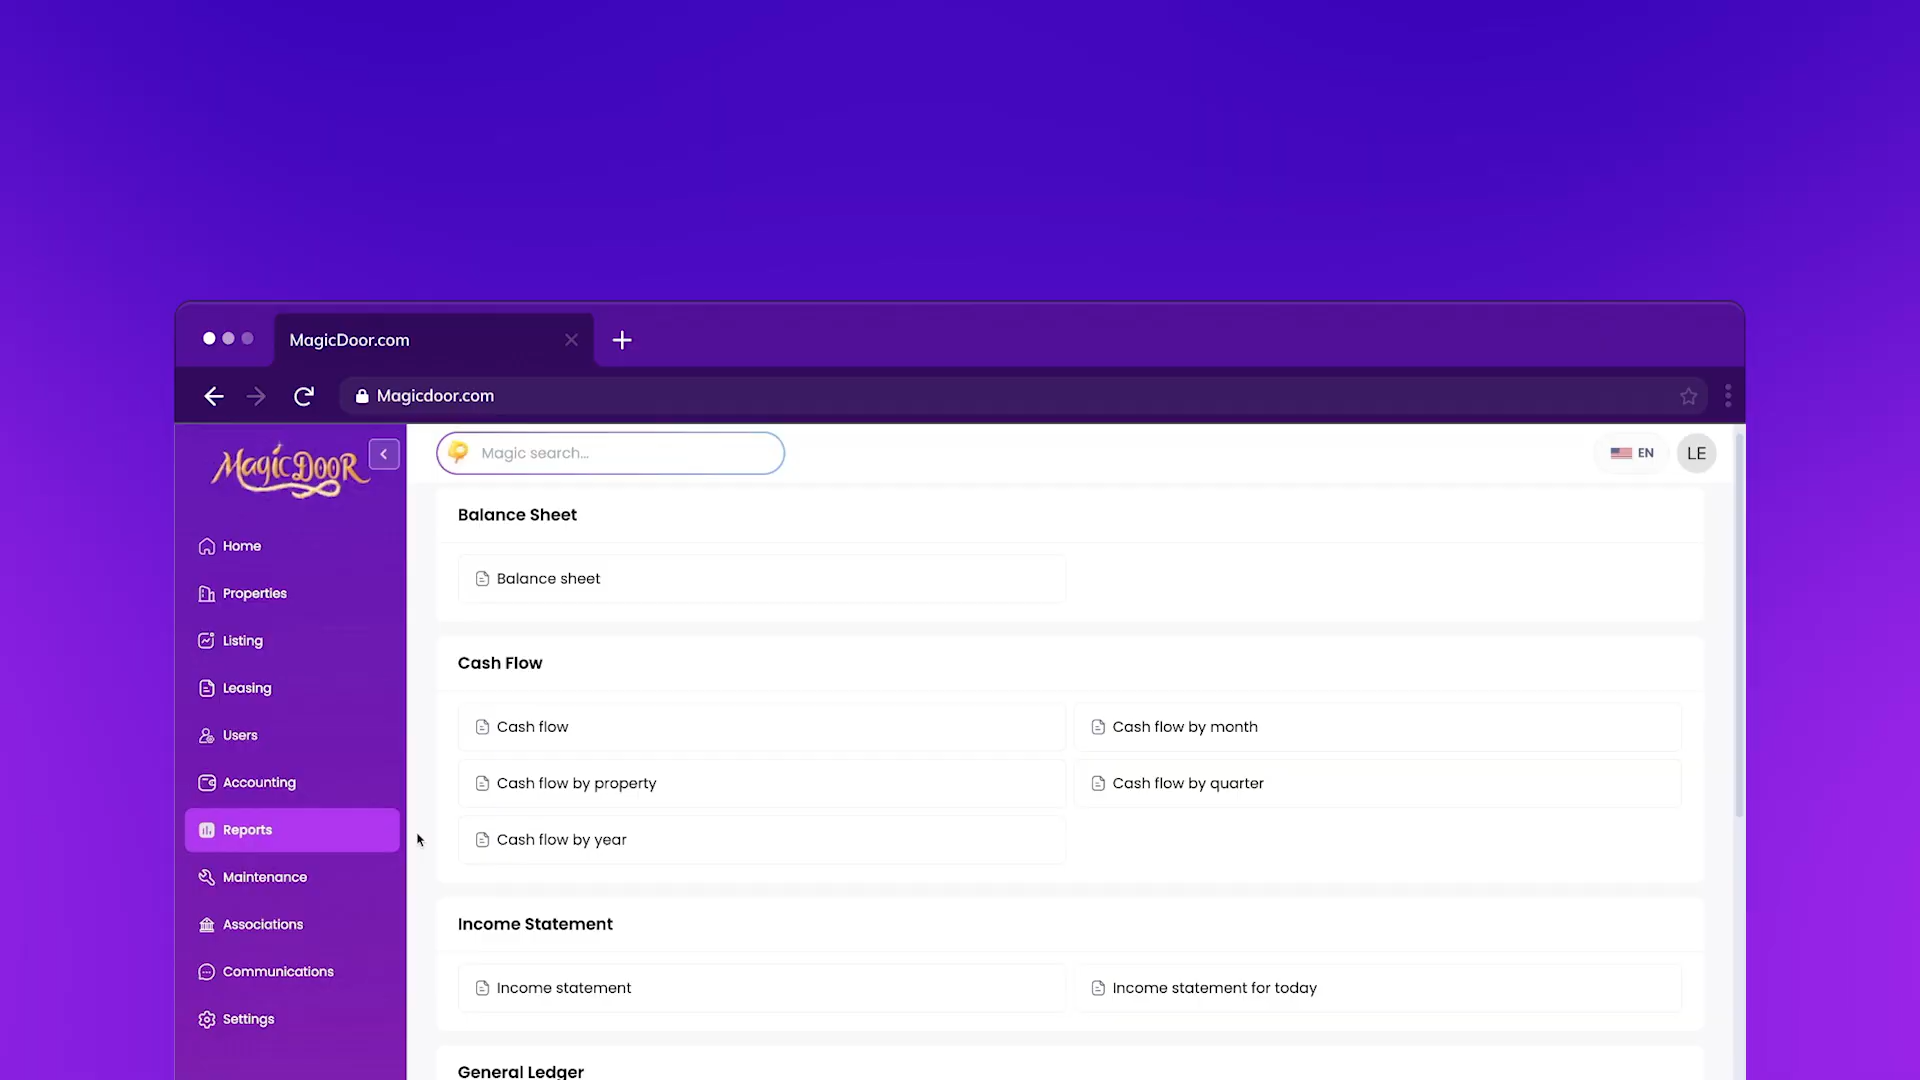 MagicDoor.com
Magicdoor.com
MagicDoor
Magic search...
EN
LE
Home
Properties
Listing
Leasing
Users
Accounting
Reports
Maintenance
Associations
Communications
Settings
Balance Sheet
Balance sheet
Cash Flow
Cash flow
Cash flow by month
Cash flow by property
Cash flow by quarter
Cash flow by year
Income Statement
Income statement
Income statement for today
General Ledger